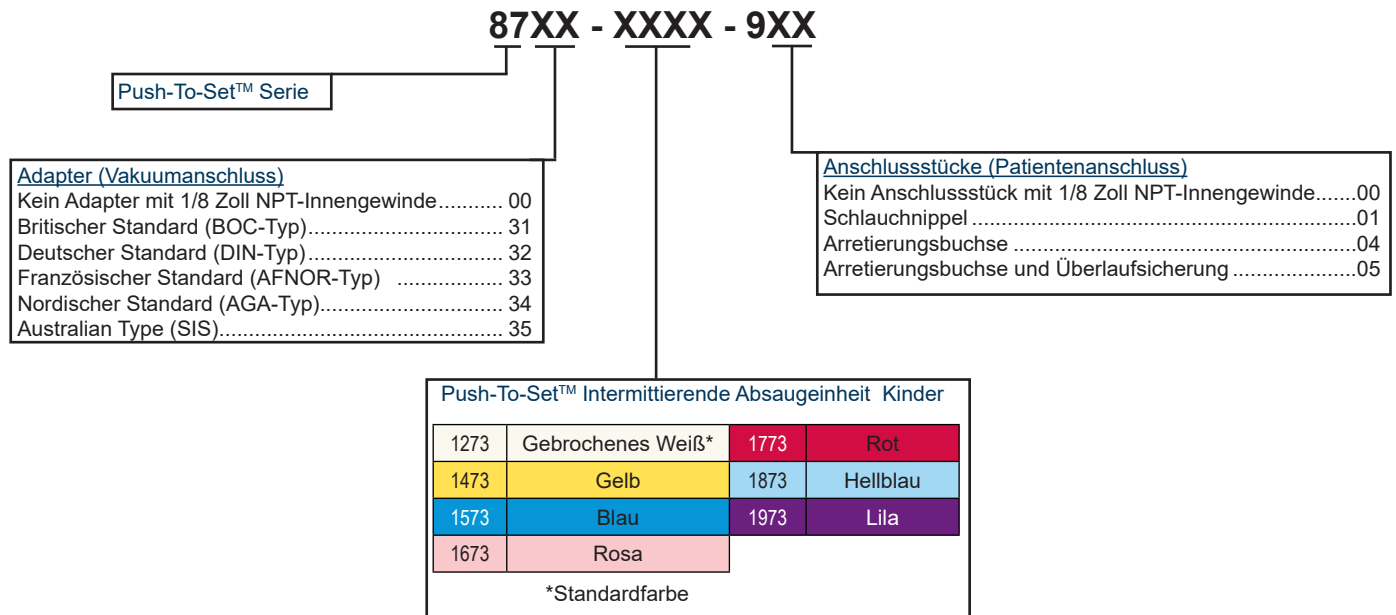 87XX - XXXX - 9XX
Push-To-Set™ Serie
Adapter (Vakuumanschluss)
Kein Adapter mit 1/8 Zoll NPT-Innengewinde........... 00
Britischer Standard (BOC-Typ)................................ 31
Deutscher Standard (DIN-Typ)................................ 32
Französischer Standard (AFNOR-Typ) .................. 33
Nordischer Standard (AGA-Typ).............................. 34
Australian Type (SIS)............................................... 35
Anschlussstücke (Patientenanschluss)
Kein Anschlussstück mit 1/8 Zoll NPT-Innengewinde.......00
Schlauchnippel..............................................................01
Arretierungsbuchse .......................................................04
Arretierungsbuchse und Überlaufsicherung....................05
Push-To-Set™ Intermittierende Absaugeinheit Kinder
1273 Gebrochenes Weiß* 1773 Rot
1473 Gelb 1873 Hellblau
1573 Blau 1973 Lila
1673 Rosa
*Standardfarbe